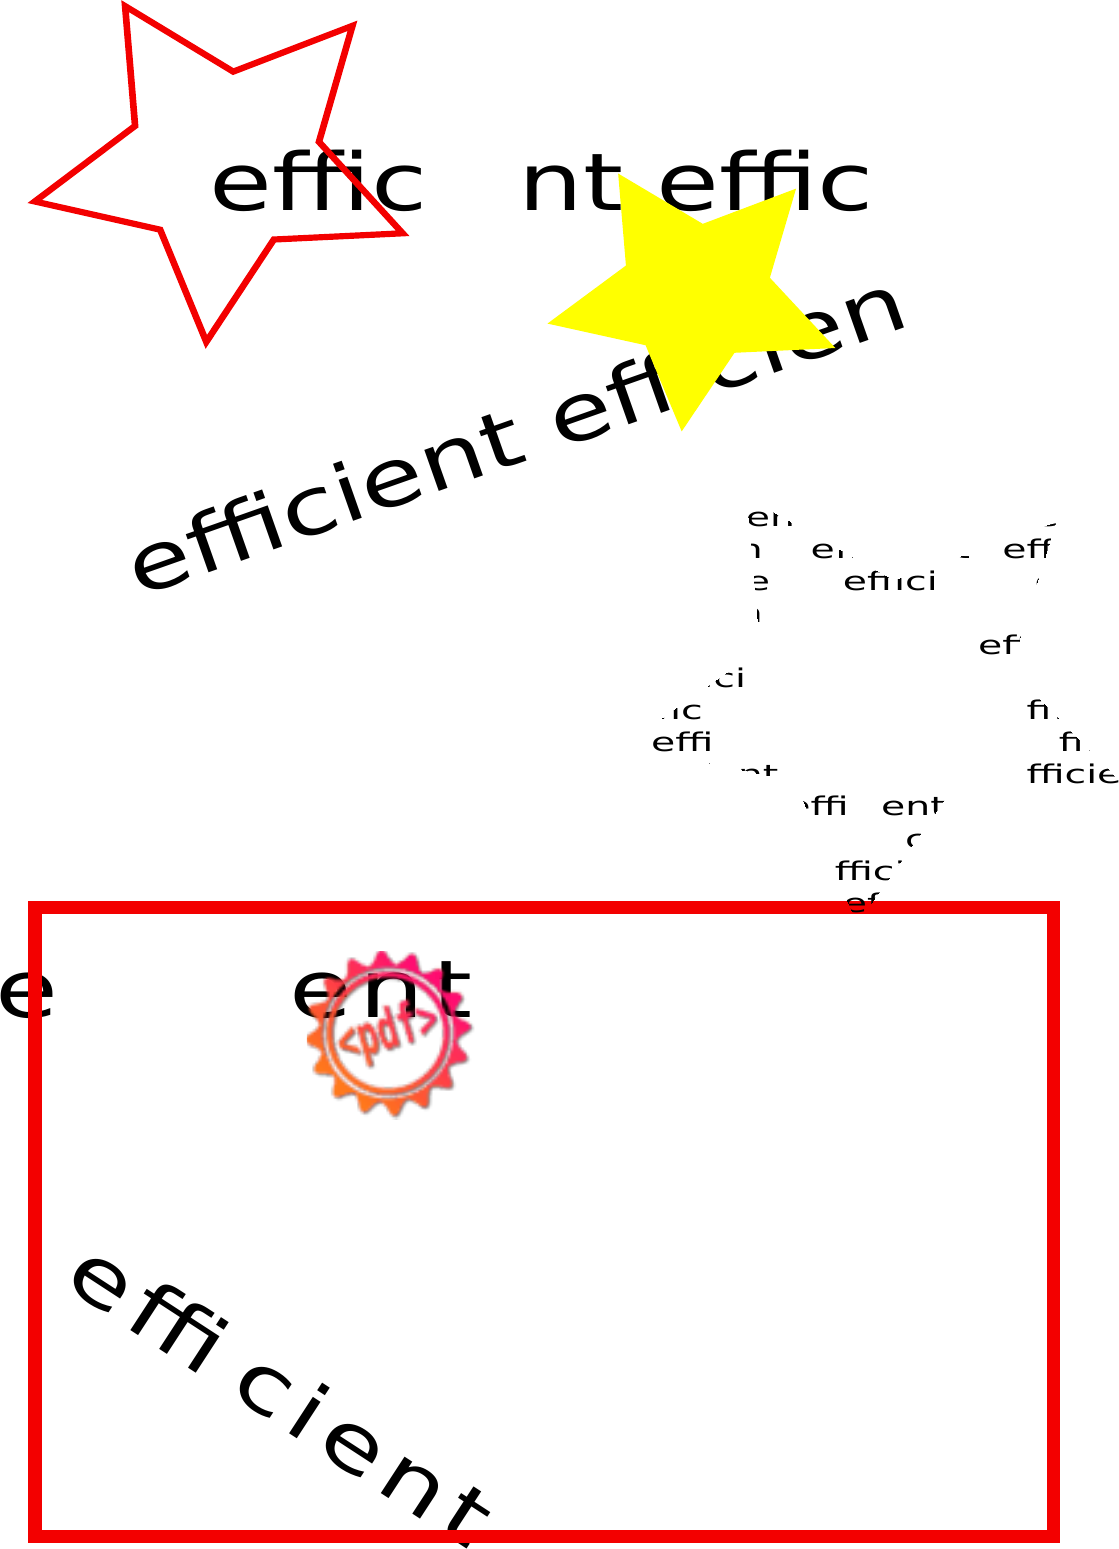 effic nt effic
efficient efficien
en
n e eff
e effici
eff
ci
ic
effi fi
fi
nt fficie
effi ent
c
ffic
ef
e ent
<pdf>
efficient